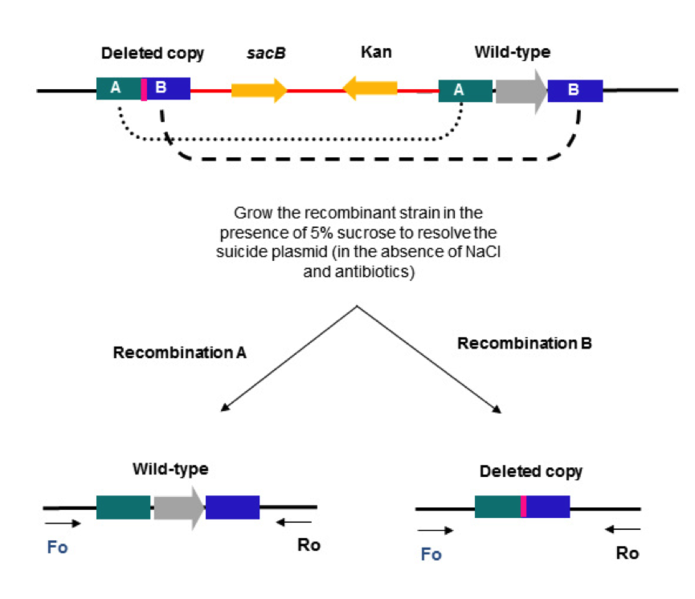 Deleted copy sacB Kan Wild-type
A B A B
Grow the recombinant strain in the
presence of 5% sucrose to resolve the
suicide plasmid (in the absence of NaCl
and antibiotics)
Recombination A
Recombination B
Wild-type
Deleted copy
Fo Ro
Fo Ro